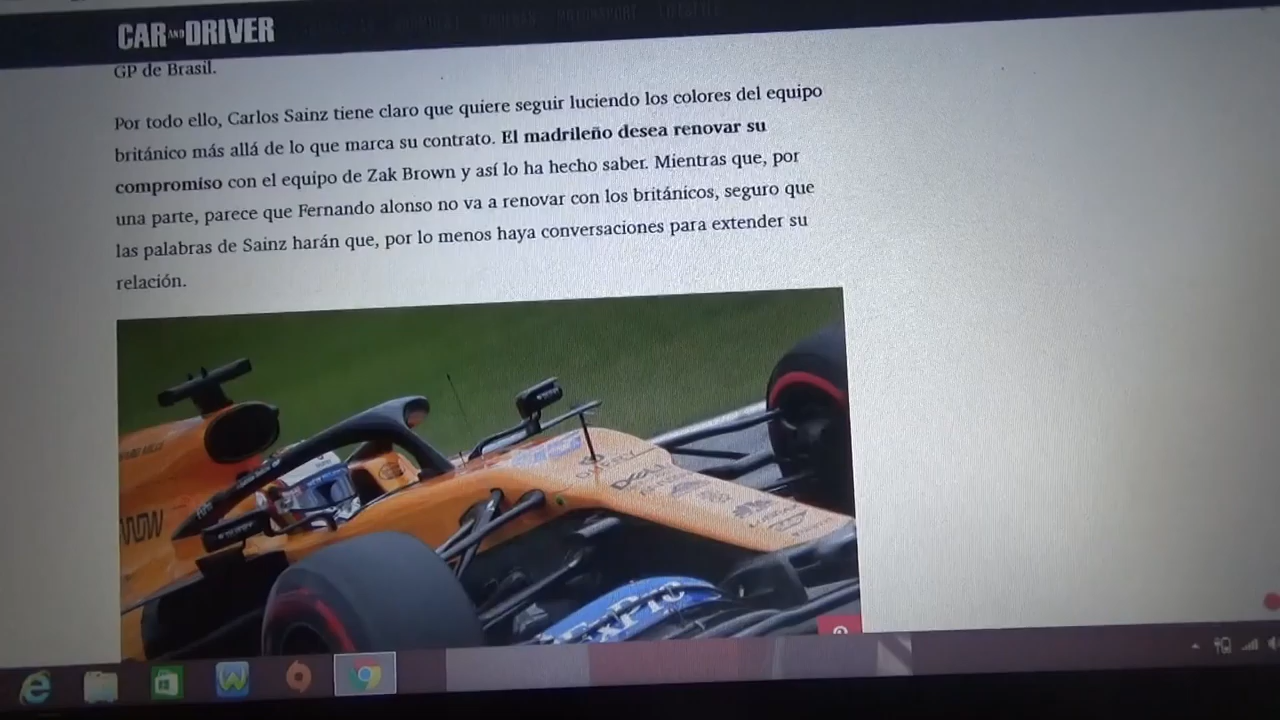 CAR AND DRIVER
GP de Brasil.
Por todo ello, Carlos Sainz tiene claro que quiere seguir luciendo los colores del equipo
británico más allá de lo que marca su contrato. El madrileño desea renovar su
compromiso con el equipo de Zak Brown y así lo ha hecho saber. Mientras que, por
una parte, parece que Fernando alonso no va a renovar con los británicos, seguro que
las palabras de Sainz harán que, por lo menos haya conversaciones para extender su
relación.
DELL